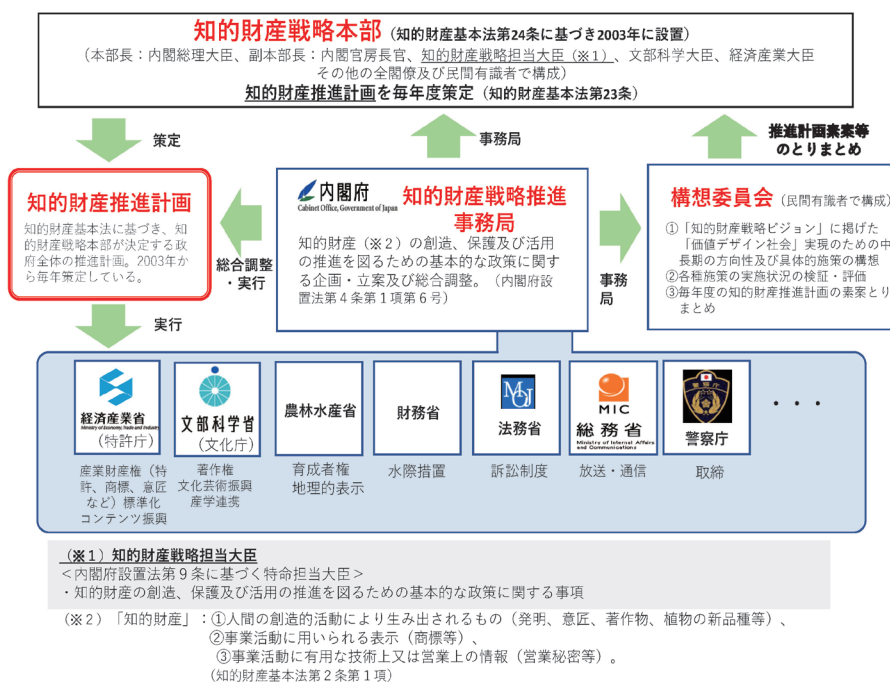 知的財産戦略本部（知的財産基本法第24条に基づき2003年に設置）
（本部長：内閣総理大臣、副本部長：内閣官房長官、知的財産戦略担当大臣（※１）、文部科学大臣、経済産業大臣
その他の全閣僚及び民間有識者で構成）
知的財産推進計画を毎年度策定（知的財産基本法第23条）
策定
事務局
推進計画素案等
のとりまとめ
知的財産推進計画
知的財産基本法に基づき、知
的財産戦略本部が決定する政
府全体の推進計画。2003年か
ら毎年策定している。
総合調整
・実行
内閣府
Cabinet Office, Government of Japan
知的財産戦略推進
事務局
知的財産（※２）の創造、保護及び活用
の推進を図るための基本的な政策に関す
る企画・立案及び総合調整。（内閣府設
置法第４条第１項第６号）
事務
局
構想委員会（民間有識者で構成）
①「知的財産戦略ビジョン」に掲げた
「価値デザイン社会」実現のための中
長期の方向性及び具体的施策の構想
②各種施策の実施状況の検証・評価
③毎年度の知的財産推進計画の素案とり
まとめ
実行
経済産業省
Ministry of Economy, Trade and Industry
（特許庁）
産業財産権（特
許、商標、意匠
など）標準化
コンテンツ振興
文部科学省
（文化庁）
著作権
文化芸術振興
産学連携
農林水産省
育成者権
地理的表示
財務省
水際措置
MOJ
法務省
訴訟制度
MIC
総務省
Ministry of Internal Affairs
and Communications
放送・通信
警察庁
警察庁
取締
・・・
（※１）知的財産戦略担当大臣
＜内閣府設置法第９条に基づく特命担当大臣＞
・知的財産の創造、保護及び活用の推進を図るための基本的な政策に関する事項
（※２）「知的財産」：①人間の創造的活動により生み出されるもの（発明、意匠、著作物、植物の新品種等）、
②事業活動に用いられる表示（商標等）、
③事業活動に有用な技術上又は営業上の情報（営業秘密等）。
（知的財産基本法第２条第１項）